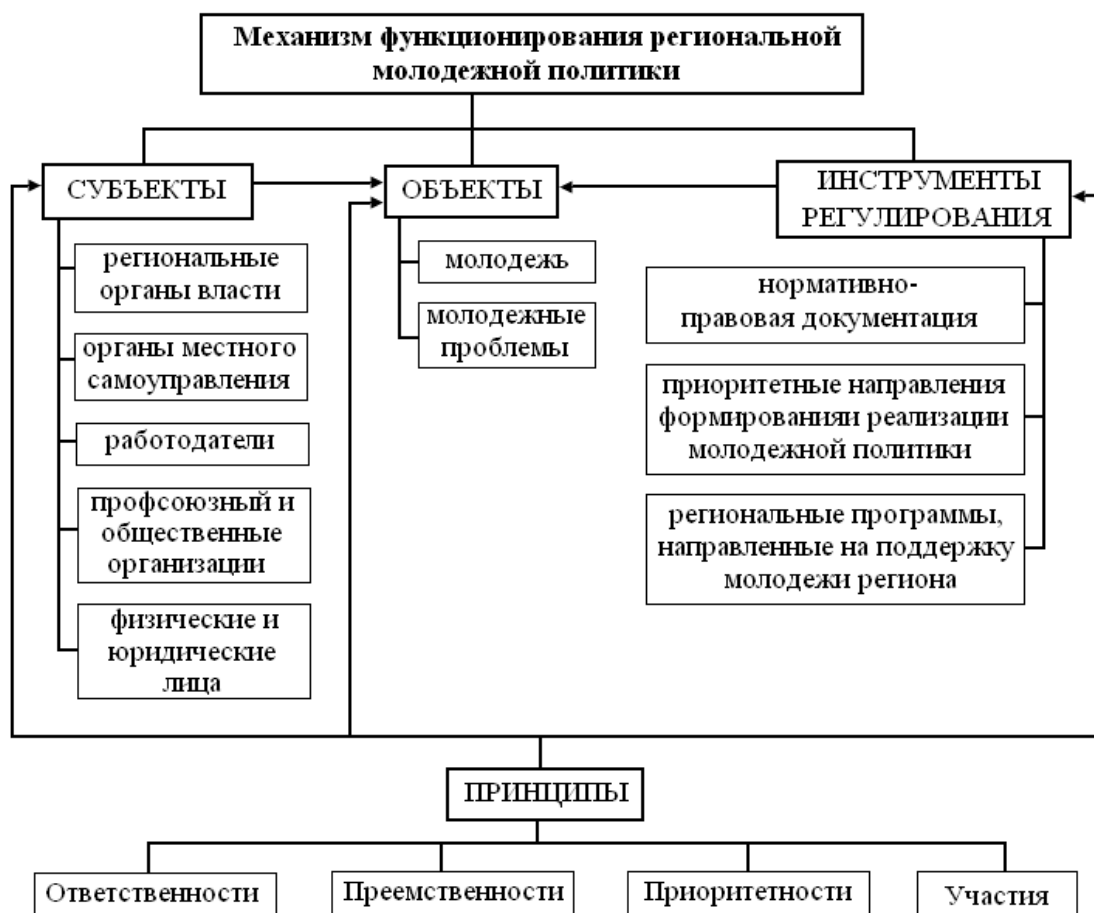 Механизм функционирования региональной
молодежной политики
СУБЪЕКТЫ
ОБЪЕКТЫ
ИНСТРУМЕНТЫ
РЕГУЛИРОВАНИЯ
региональные
органы власти
органы местного
самоуправления
работодатели
профсоюзный и
общественные
организации
физические и
юридические
лица
молодежь
молодежные
проблемы
нормативно-
правовая документация
приоритетные направления
формированияи реализации
молодежной политики
региональные программы,
направленные на поддержку
молодежи региона
ПРИНЦИПЫ
Ответственности
Преемственности
Приоритетности
Участия